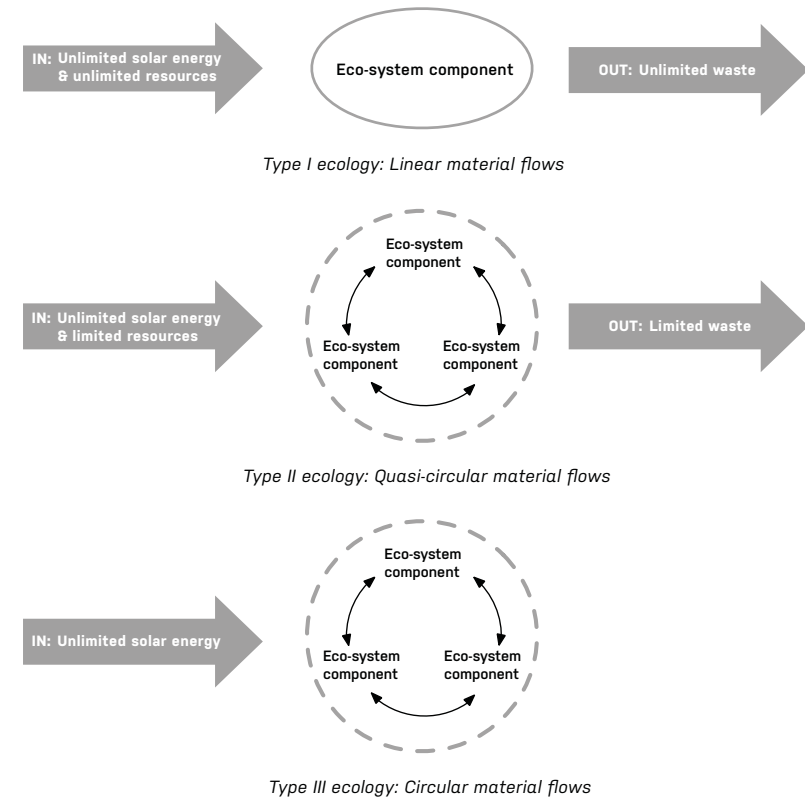 IN: Unlimited solar energy
& unlimited resources
Eco-system component
OUT: Unlimited waste
Type I ecology: Linear material flows
Eco-system
component
IN: Unlimited solar energy
& limited resources
Eco-system
component
Eco-system
component
OUT: Limited waste
Type II ecology: Quasi-circular material flows
Eco-system
component
IN: Unlimited solar energy
Eco-system
component
Eco-system
component
Type III ecology: Circular material flows